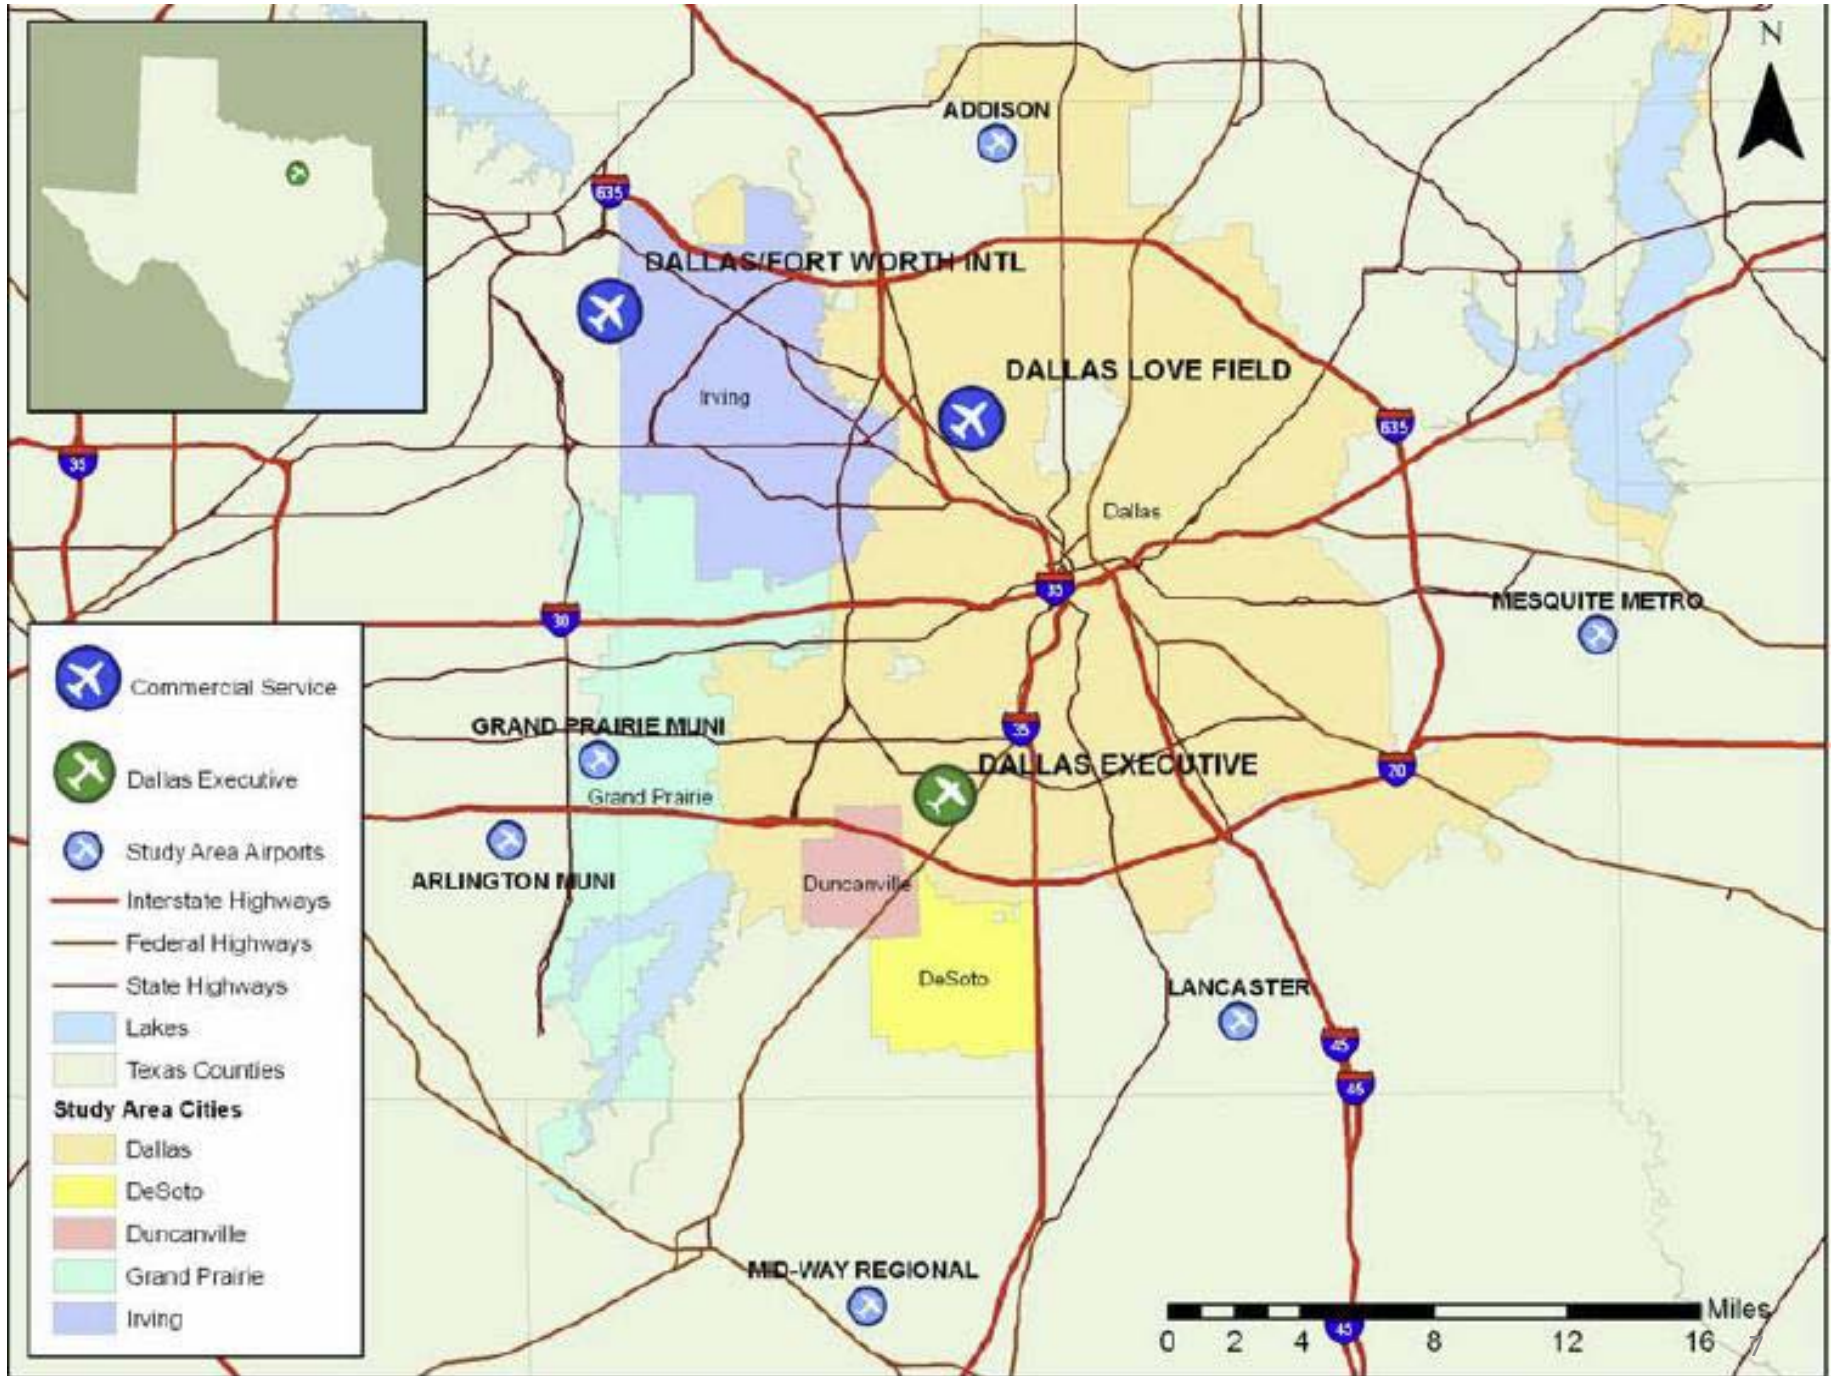 N
ADDISON
635
DALLAS/FORT WORTH INTL
DALLAS LOVE FIELD
Irving
635
35
Dallas
35
MESQUITE METRO
30
GRAND PRAIRIE MUNI
35
DALLAS EXECUTIVE
20
Grand Prairie
ARLINGTON MUNI
Duncanville
DeSoto
LANCASTER
45
45
MID-WAY REGIONAL
45
Commercial Service
Dallas Executive
Study Area Airports
Interstate Highways
Federal Highways
State Highways
Lakes
Texas Counties
Study Area Cities
Dallas
DeSoto
Duncanville
Grand Prairie
Irving
Miles
0 2 4 8 12 16
7